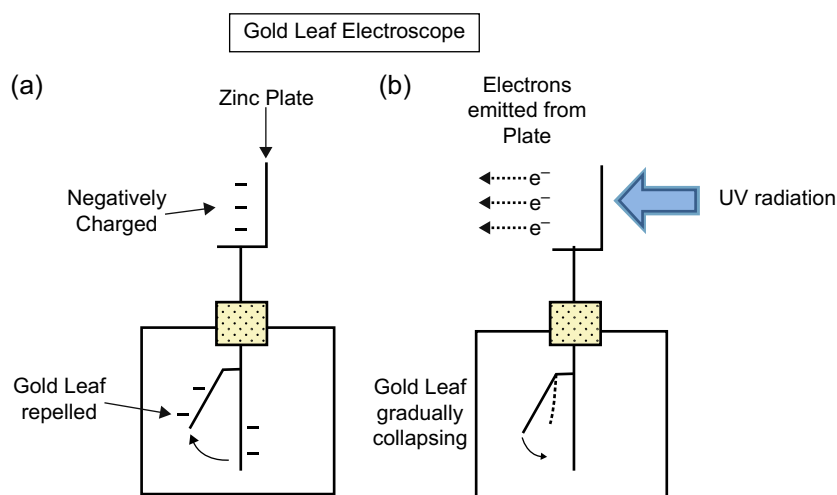 Gold Leaf Electroscope
(a)
Zinc Plate
Negatively
Charged
Gold Leaf
repelled
(b)
Electrons
emitted from
Plate
e−
e−
e−
UV radiation
Gold Leaf
gradually
collapsing